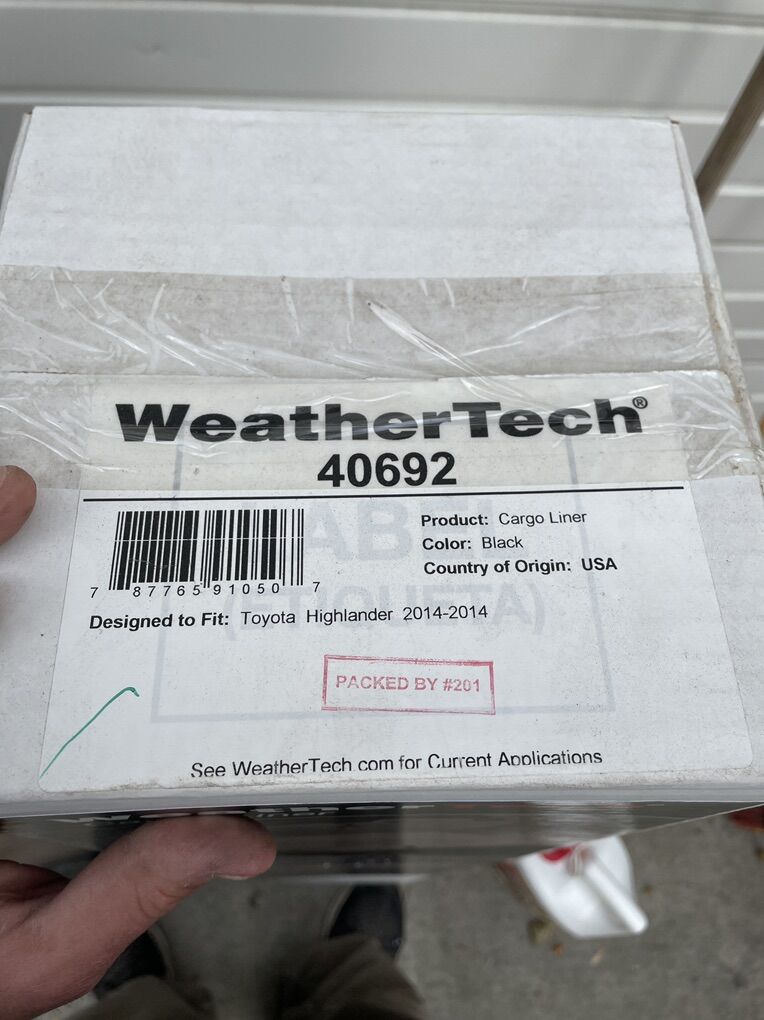 WeatherTech®
40692
7 87765 91050 7
Product: Cargo Liner
Color: Black
Country of Origin: USA
Designed to Fit: Toyota Highlander 2014-2014
(ETIQUETA)
PACKED BY #201
See WeatherTech.com for Current Applications